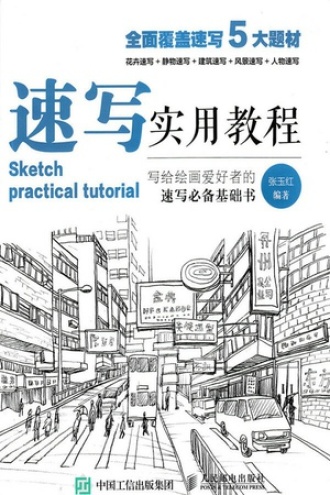 全面覆盖速写5大题材
花卉速写+静物速写+建筑速写+风景速写+人物速写
速写实用教程
Sketch
practical tutorial
写给绘画爱好者的
速写必备基础书
张玉红
编著
中国工信出版集团
人民邮电出版社
POSTS & TELECOM PRESS